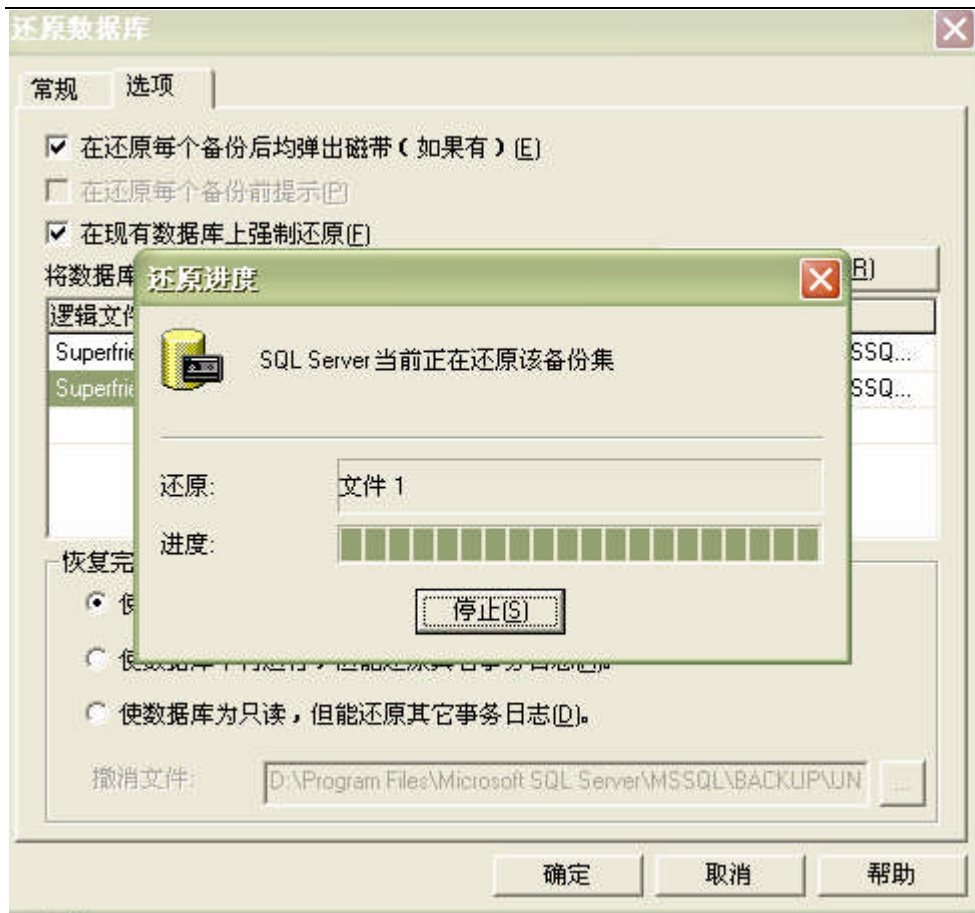 还原数据库
常规 选项
在还原每个备份后均弹出磁带(如果有)(E)
在还原每个备份前提示(P)
在现有数据库上强制还原(F)
将数据库 R)
逻辑文件
Superfrie SSQ...
Superfrie SSQ...
还原进度
SQL Server当前正在还原该备份集
还原: 文件 1
进度:
停止(S)
恢复完
使数据库为只读,但能还原其它事务日志(D)。
撤消文件: D:\Program Files\Microsoft SQL Server\MSSQL\BACKUP\UN ...
确定 取消 帮助